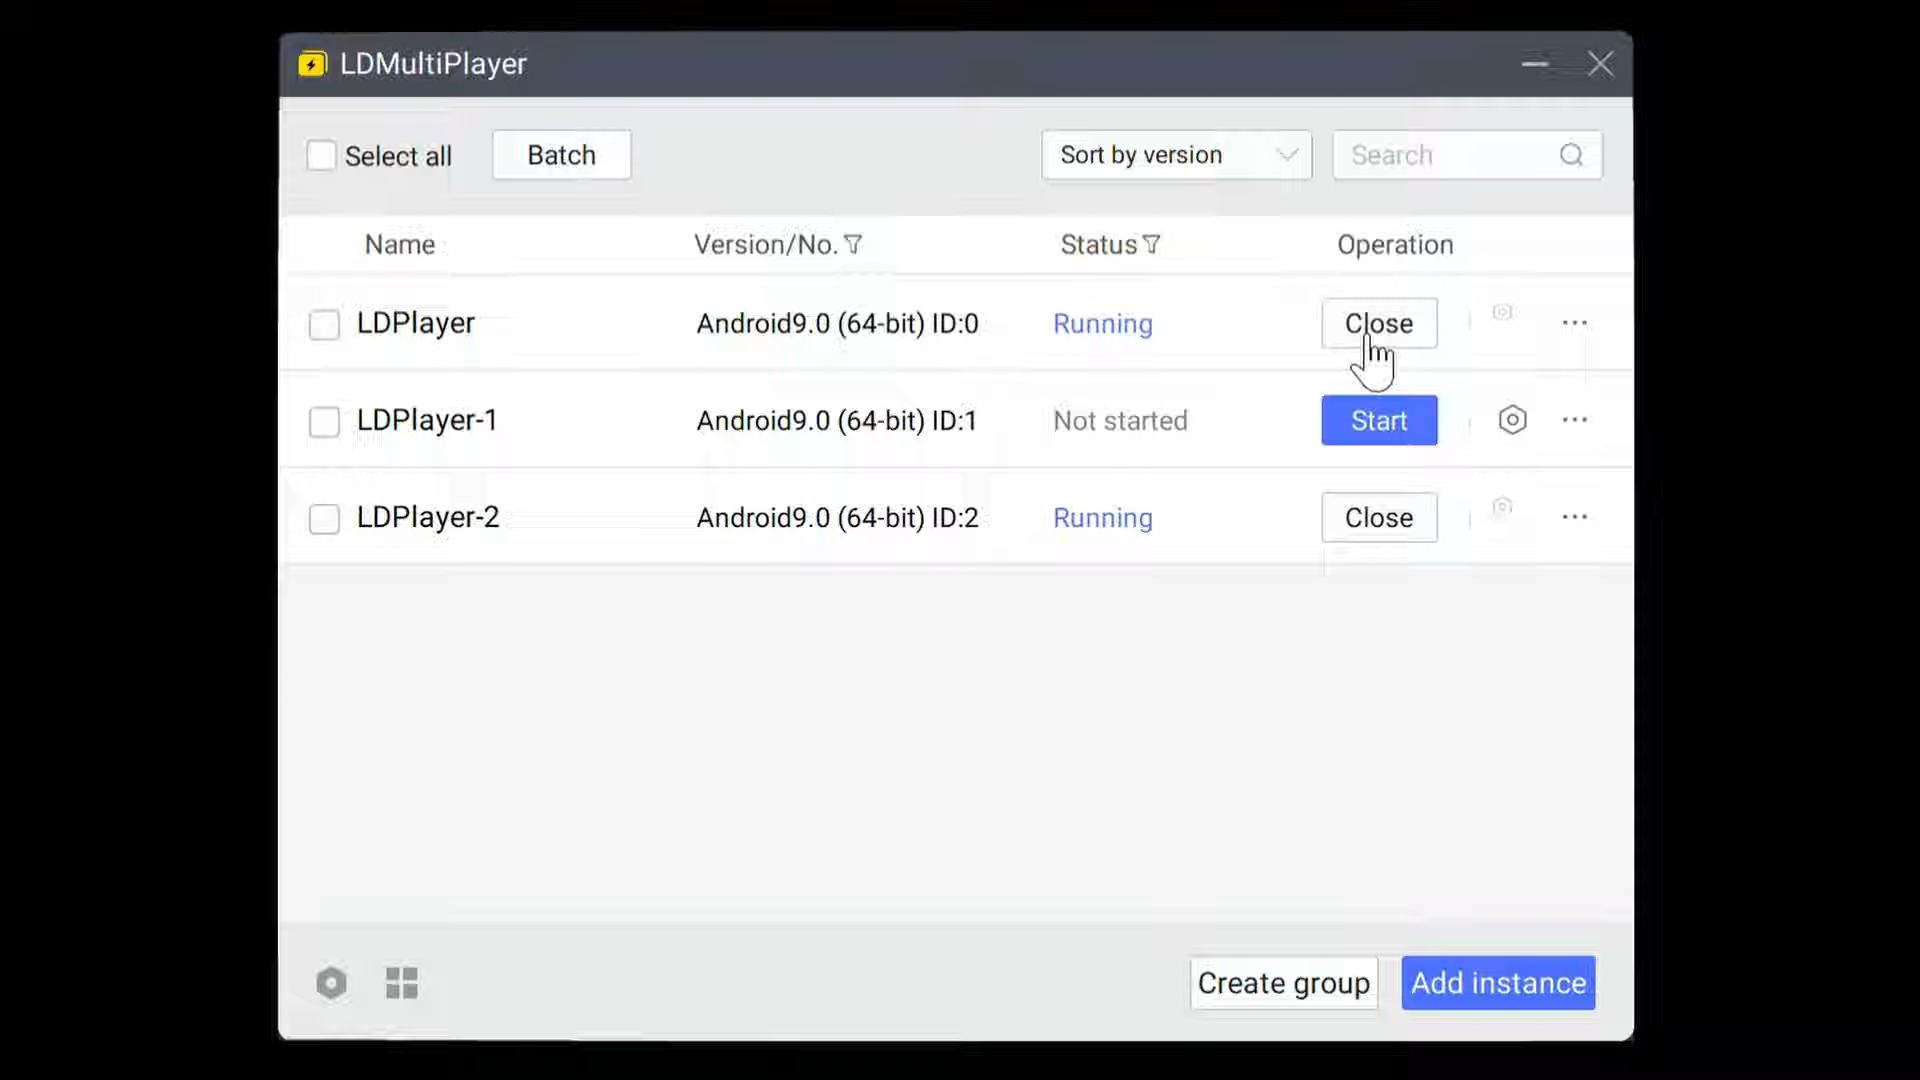 LDMultiPlayer
Select all Batch Sort by version Search
Name Version/No. Status Operation
LDPlayer Android9.0 (64-bit) ID:0 Running Close
LDPlayer-1 Android9.0 (64-bit) ID:1 Not started Start
LDPlayer-2 Android9.0 (64-bit) ID:2 Running Close
Create group Add instance